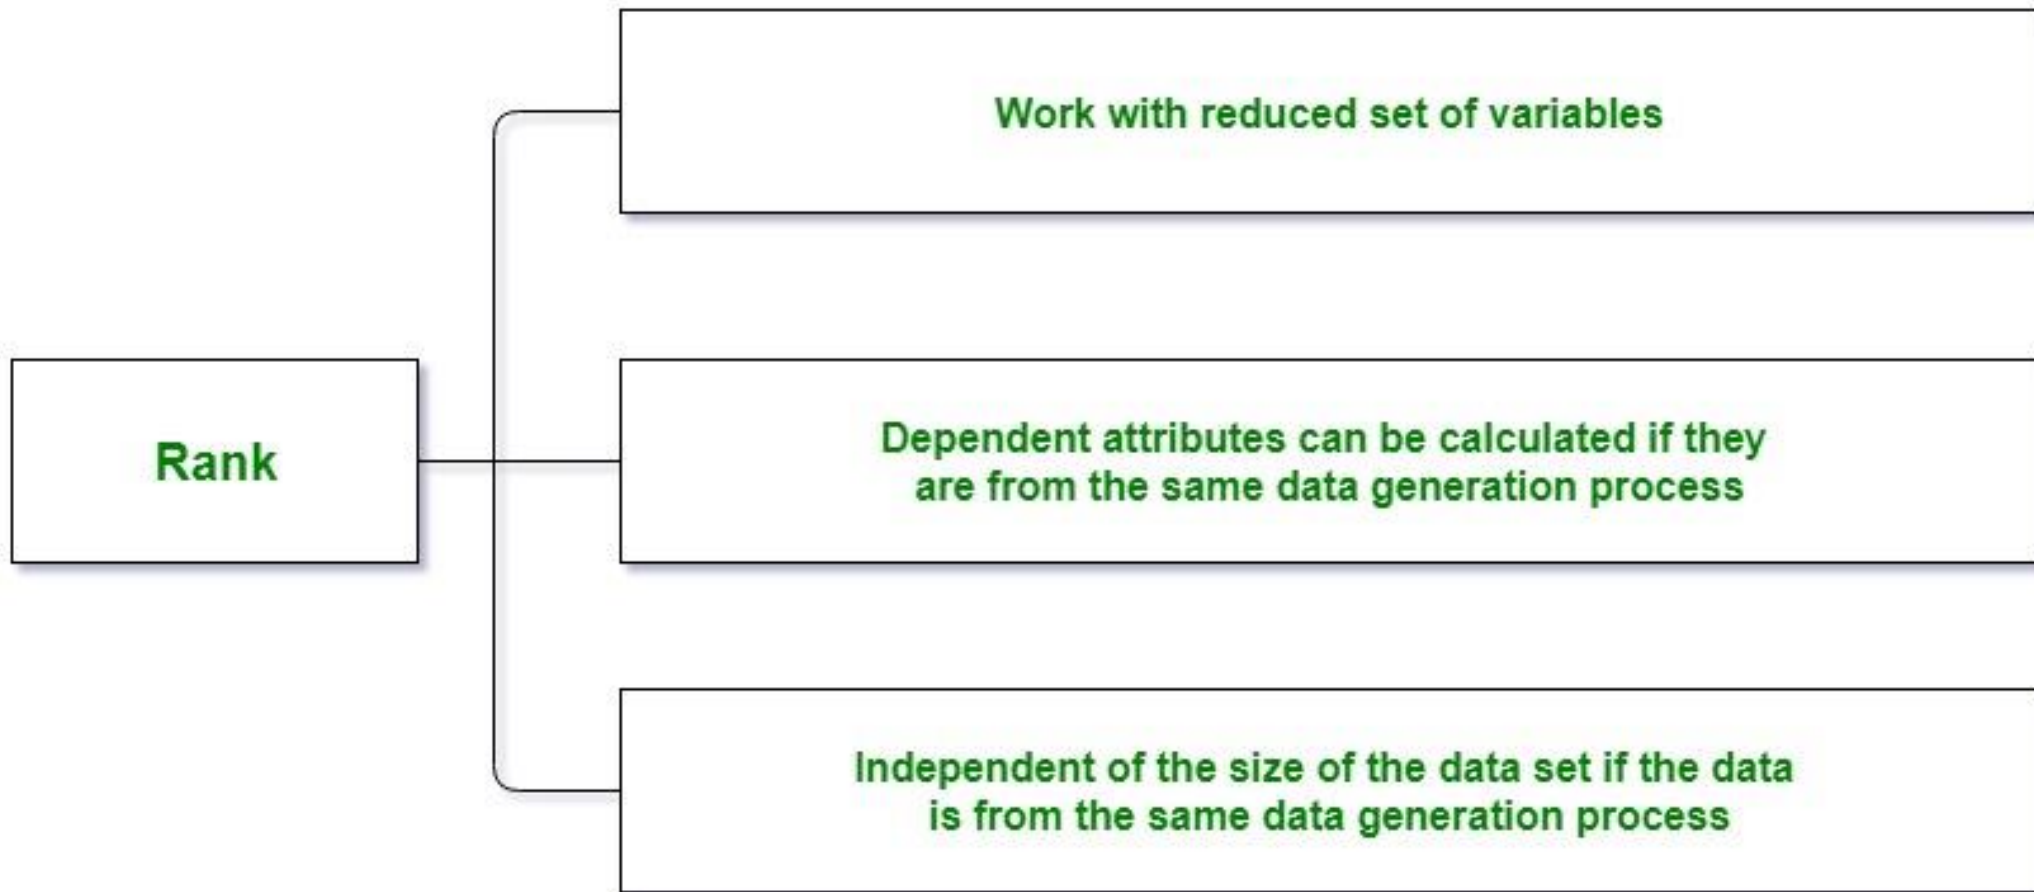 Work with reduced set of variables
Rank
Dependent attributes can be calculated if they
are from the same data generation process
Independent of the size of the data set if the data
is from the same data generation process